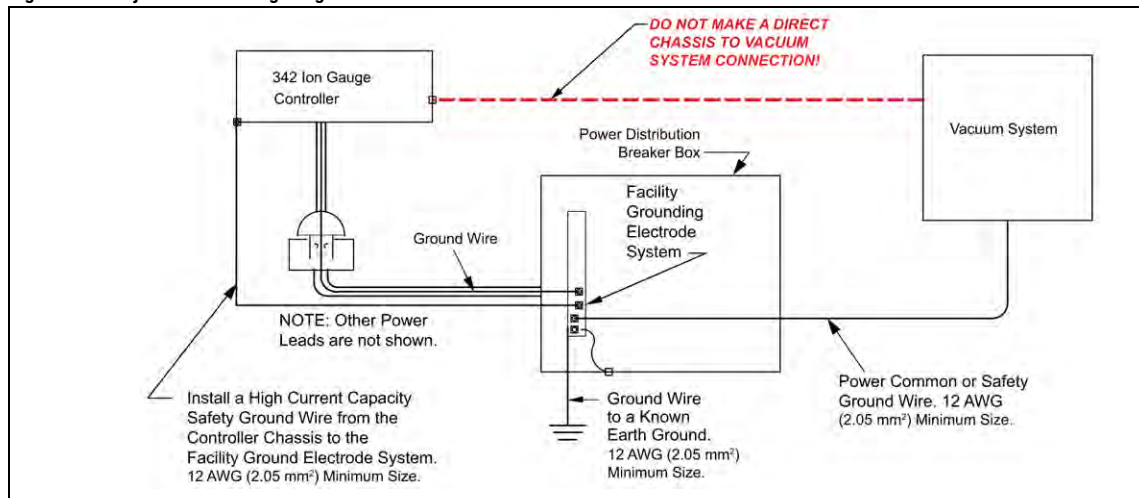 DO NOT MAKE A DIRECT
CHASSIS TO VACUUM
SYSTEM CONNECTION!
342 Ion Gauge
Controller
Vacuum System
Power Distribution
Breaker Box
Facility
Grounding
Electrode
System
Ground Wire
NOTE: Other Power
Leads are not shown.
Install a High Current Capacity
Safety Ground Wire from the
Controller Chassis to the
Facility Ground Electrode System.
12 AWG (2.05 mm²) Minimum Size.
Ground Wire
to a Known
Earth Ground.
12 AWG (2.05 mm²)
Minimum Size.
Power Common or Safety
Ground Wire. 12 AWG
(2.05 mm²) Minimum Size.